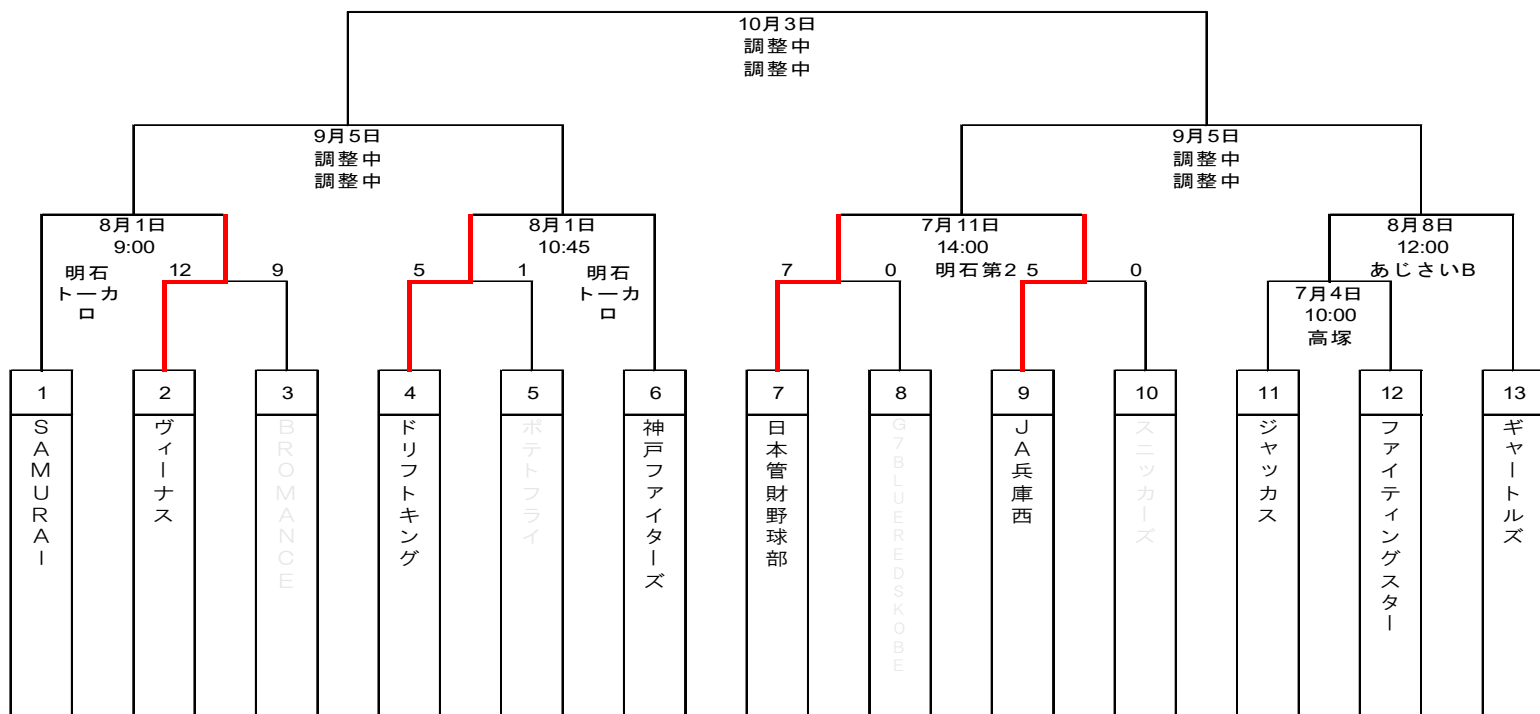 10月3日
調整中
調整中
9月5日
調整中
調整中
9月5日
調整中
調整中
8月1日
9:00
明石
トーカ
ロ
12
9
8月1日
10:45
明石
トーカ
ロ
5
1
7月11日
14:00
明石第2
7
0
5
0
8月8日
12:00
あじさいB
7月4日
10:00
高塚
1
2
3
4
5
6
7
8
9
10
11
12
13
SAMURAI
ヴィーナス
BROMANCE
ドリフトキング
ポテトフライ
神戸ファイターズ
日本管財野球部
G7BLUEREDSKOBE
JA兵庫西
スニッカーズ
ジャッカス
ファイティングスター
ギャートルズ